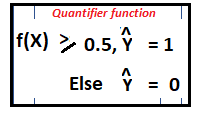 Quantifier function
f(X) ⩾ 0.5, Ŷ = 1
Else Ŷ = 0